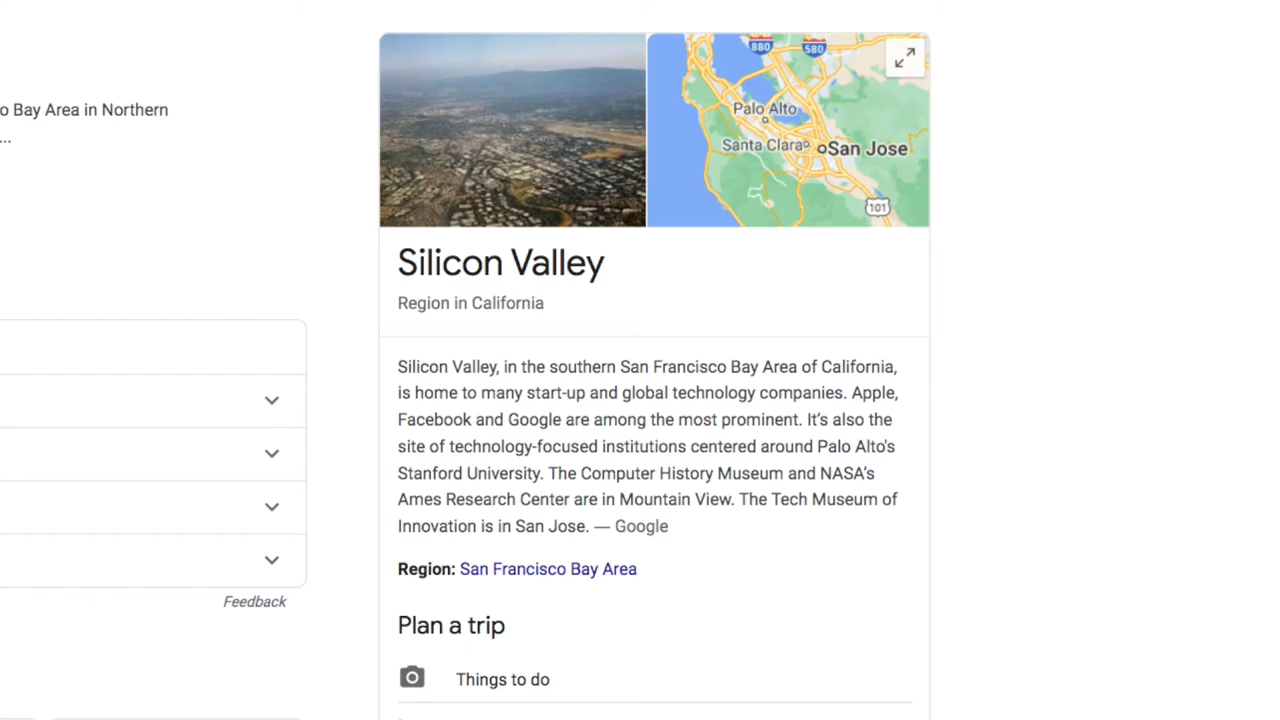 o Bay Area in Northern
...
880
580
Palo Alto
Santa Clara
San Jose
101
Silicon Valley
Region in California
Silicon Valley, in the southern San Francisco Bay Area of California,
is home to many start-up and global technology companies. Apple,
Facebook and Google are among the most prominent. It’s also the
site of technology-focused institutions centered around Palo Alto's
Stanford University. The Computer History Museum and NASA’s
Ames Research Center are in Mountain View. The Tech Museum of
Innovation is in San Jose. — Google
Region: San Francisco Bay Area
Feedback
Plan a trip
Things to do